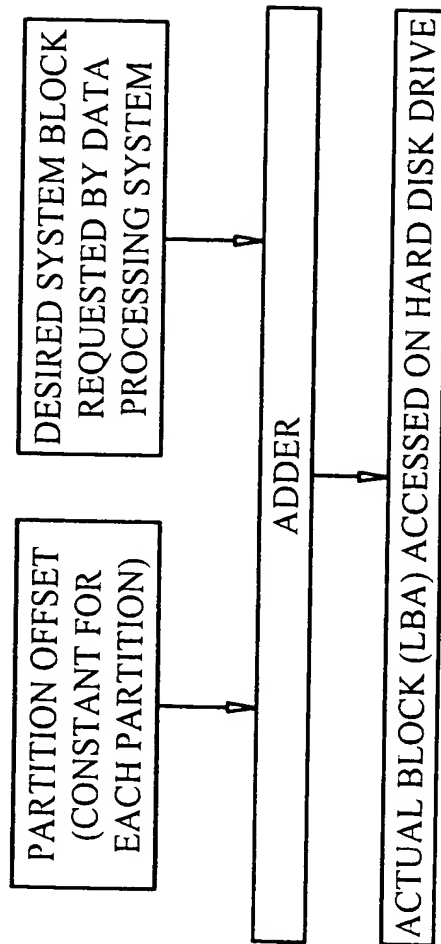 PARTITION OFFSET
(CONSTANT FOR
EACH PARTITION)
DESIRED SYSTEM BLOCK
REQUESTED BY DATA
PROCESSING SYSTEM
ADDER
ACTUAL BLOCK (LBA) ACCESSED ON HARD DISK DRIVE